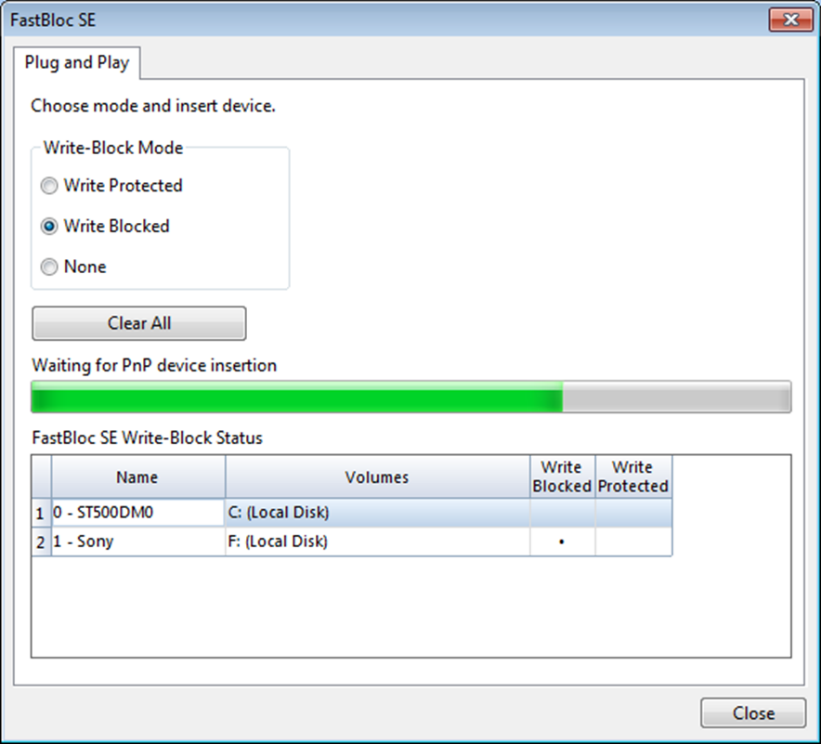 FastBloc SE
Plug and Play
Choose mode and insert device.
Write-Block Mode
Write Protected
Write Blocked
None
Clear All
Waiting for PnP device insertion
FastBloc SE Write-Block Status
Name Volumes Write Blocked Write Protected
1 0 - ST500DM0 C: (Local Disk)
2 1 - Sony F: (Local Disk) •
Close